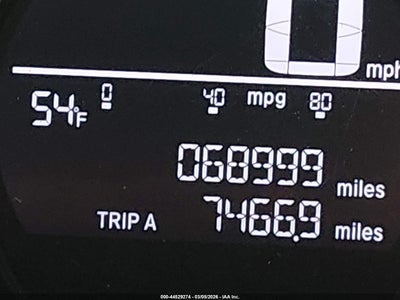 0
mph
54°F
0 40 mpg 80
068999 miles
TRIP A 7466.9 miles
000-44529274 - 03/09/2026 - IAA Inc.